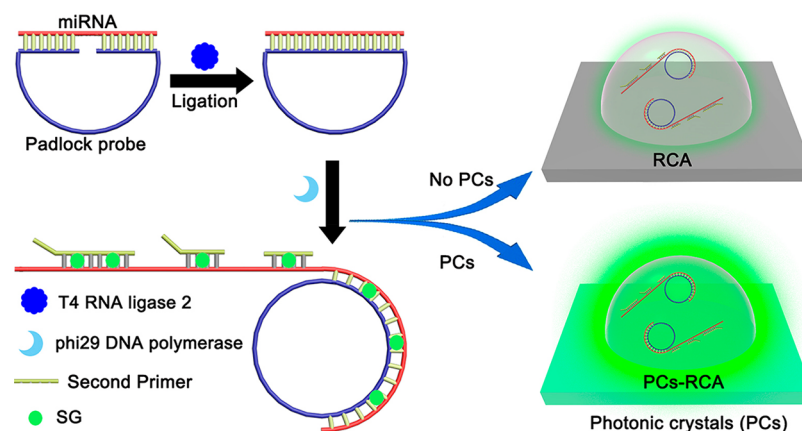 miRNA
Ligation
Padlock probe
No PCs
PCs
RCA
T4 RNA ligase 2
phi29 DNA polymerase
Second Primer
SG
PCs-RCA
Photonic crystals (PCs)